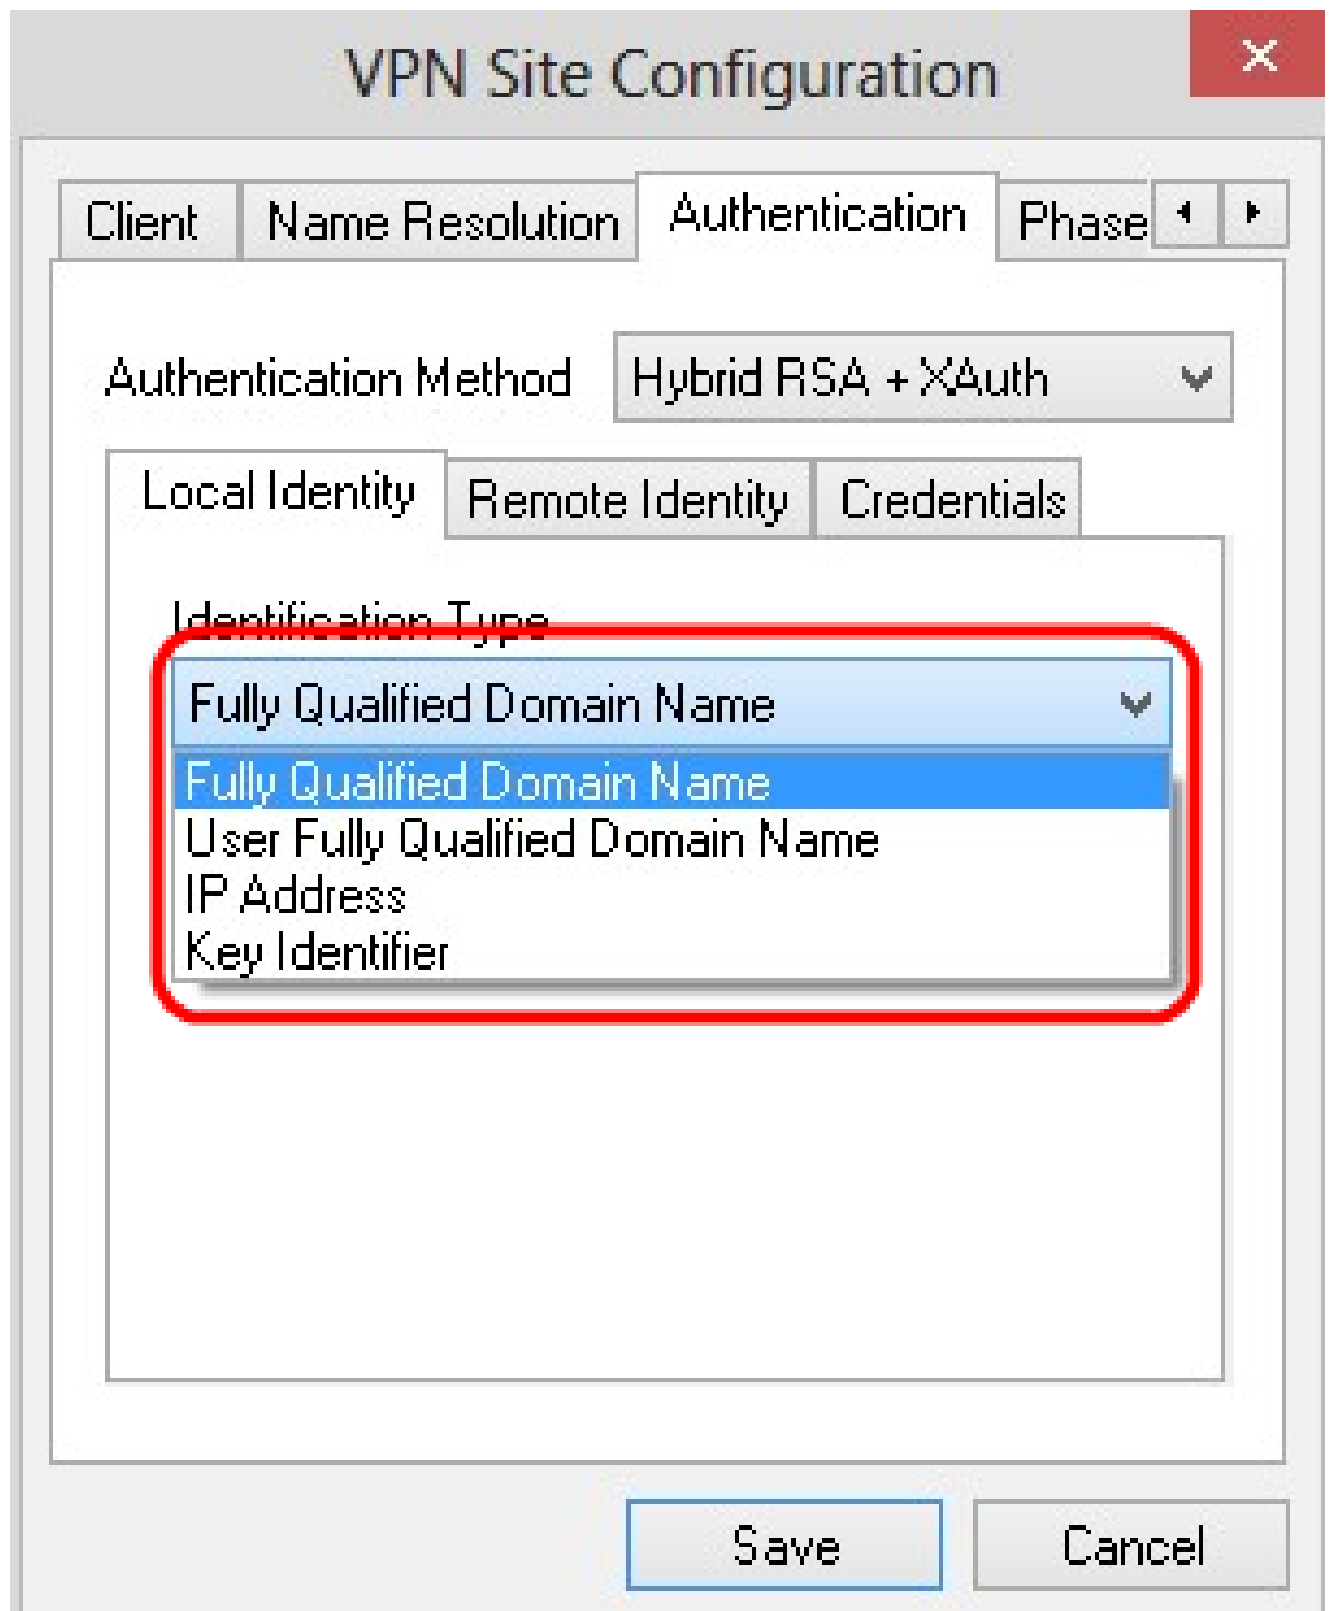 VPN Site Configuration
Client Name Resolution Authentication Phase
Authentication Method Hybrid RSA + XAuth
Local Identity Remote Identity Credentials
Identification Type
Fully Qualified Domain Name
Fully Qualified Domain Name
User Fully Qualified Domain Name
IP Address
Key Identifier
Save Cancel